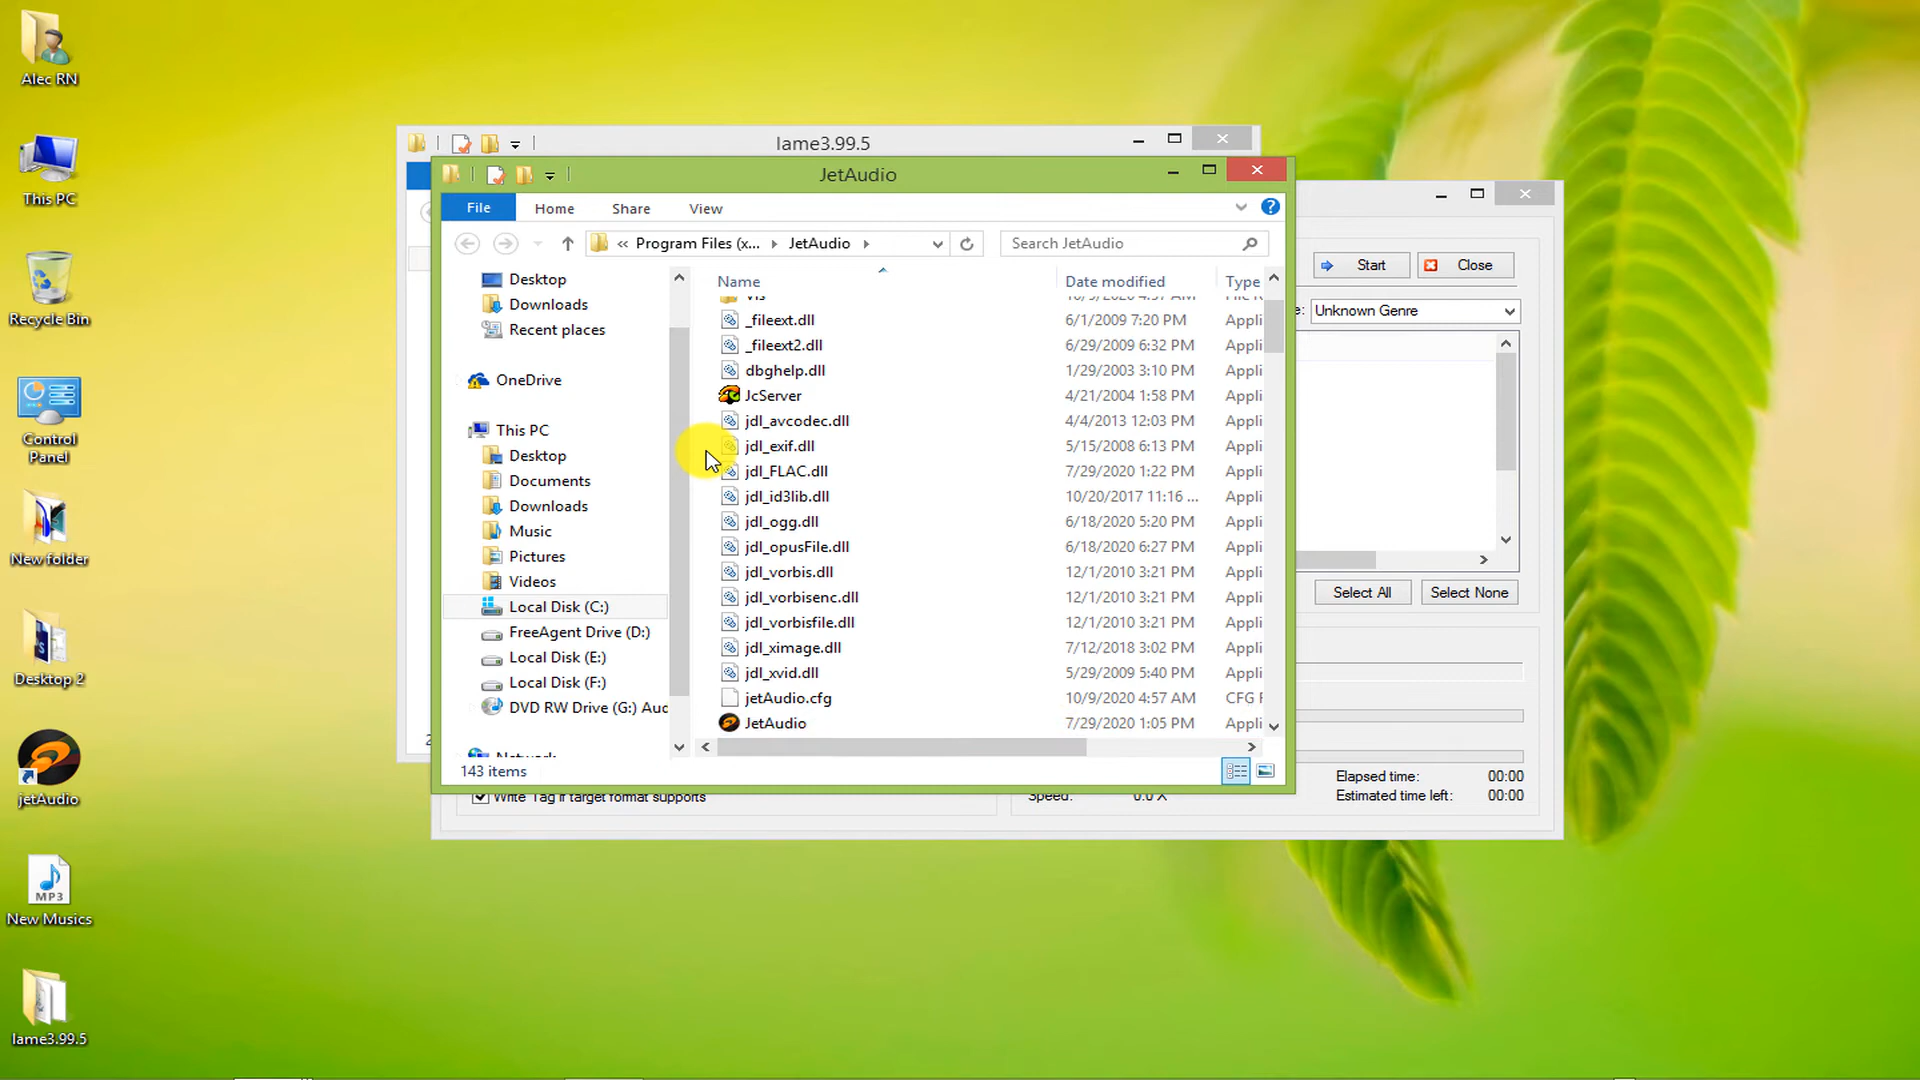 Alec RN
This PC
Recycle Bin
Control
Panel
New folder
Desktop 2
jetAudio
MP3
New Musics
lame3.99.5
lame3.99.5
JetAudio
File Home Share View
« Program Files (x... JetAudio
Search JetAudio
Desktop
Downloads
Recent places
OneDrive
This PC
Desktop
Documents
Downloads
Music
Pictures
Videos
Local Disk (C:)
FreeAgent Drive (D:)
Local Disk (E:)
Local Disk (F:)
DVD RW Drive (G:) Auc
Network
Name Date modified Type
Vis 10/9/2020 4:57 AM File F
_fileext.dll 6/1/2009 7:20 PM Appli
_fileext2.dll 6/29/2009 6:32 PM Appli
dbghelp.dll 1/29/2003 3:10 PM Appli
JcServer 4/21/2004 1:58 PM Appli
jdl_avcodec.dll 4/4/2013 12:03 PM Appli
jdl_exif.dll 5/15/2008 6:13 PM Appli
jdl_FLAC.dll 7/29/2020 1:22 PM Appli
jdl_id3lib.dll 10/20/2017 11:16 ... Appli
jdl_ogg.dll 6/18/2020 5:20 PM Appli
jdl_opusFile.dll 6/18/2020 6:27 PM Appli
jdl_vorbis.dll 12/1/2010 3:21 PM Appli
jdl_vorbisenc.dll 12/1/2010 3:21 PM Appli
jdl_vorbisfile.dll 12/1/2010 3:21 PM Appli
jdl_ximage.dll 7/12/2018 3:02 PM Appli
jdl_xvid.dll 5/29/2009 5:40 PM Appli
jetAudio.cfg 10/9/2020 4:57 AM CFG F
JetAudio 7/29/2020 1:05 PM Appli
143 items
2
Start Close
e: Unknown Genre
Select All Select None
Write Tag if target format supports
Speed: 0.0 X
Elapsed time: 00:00
Estimated time left: 00:00